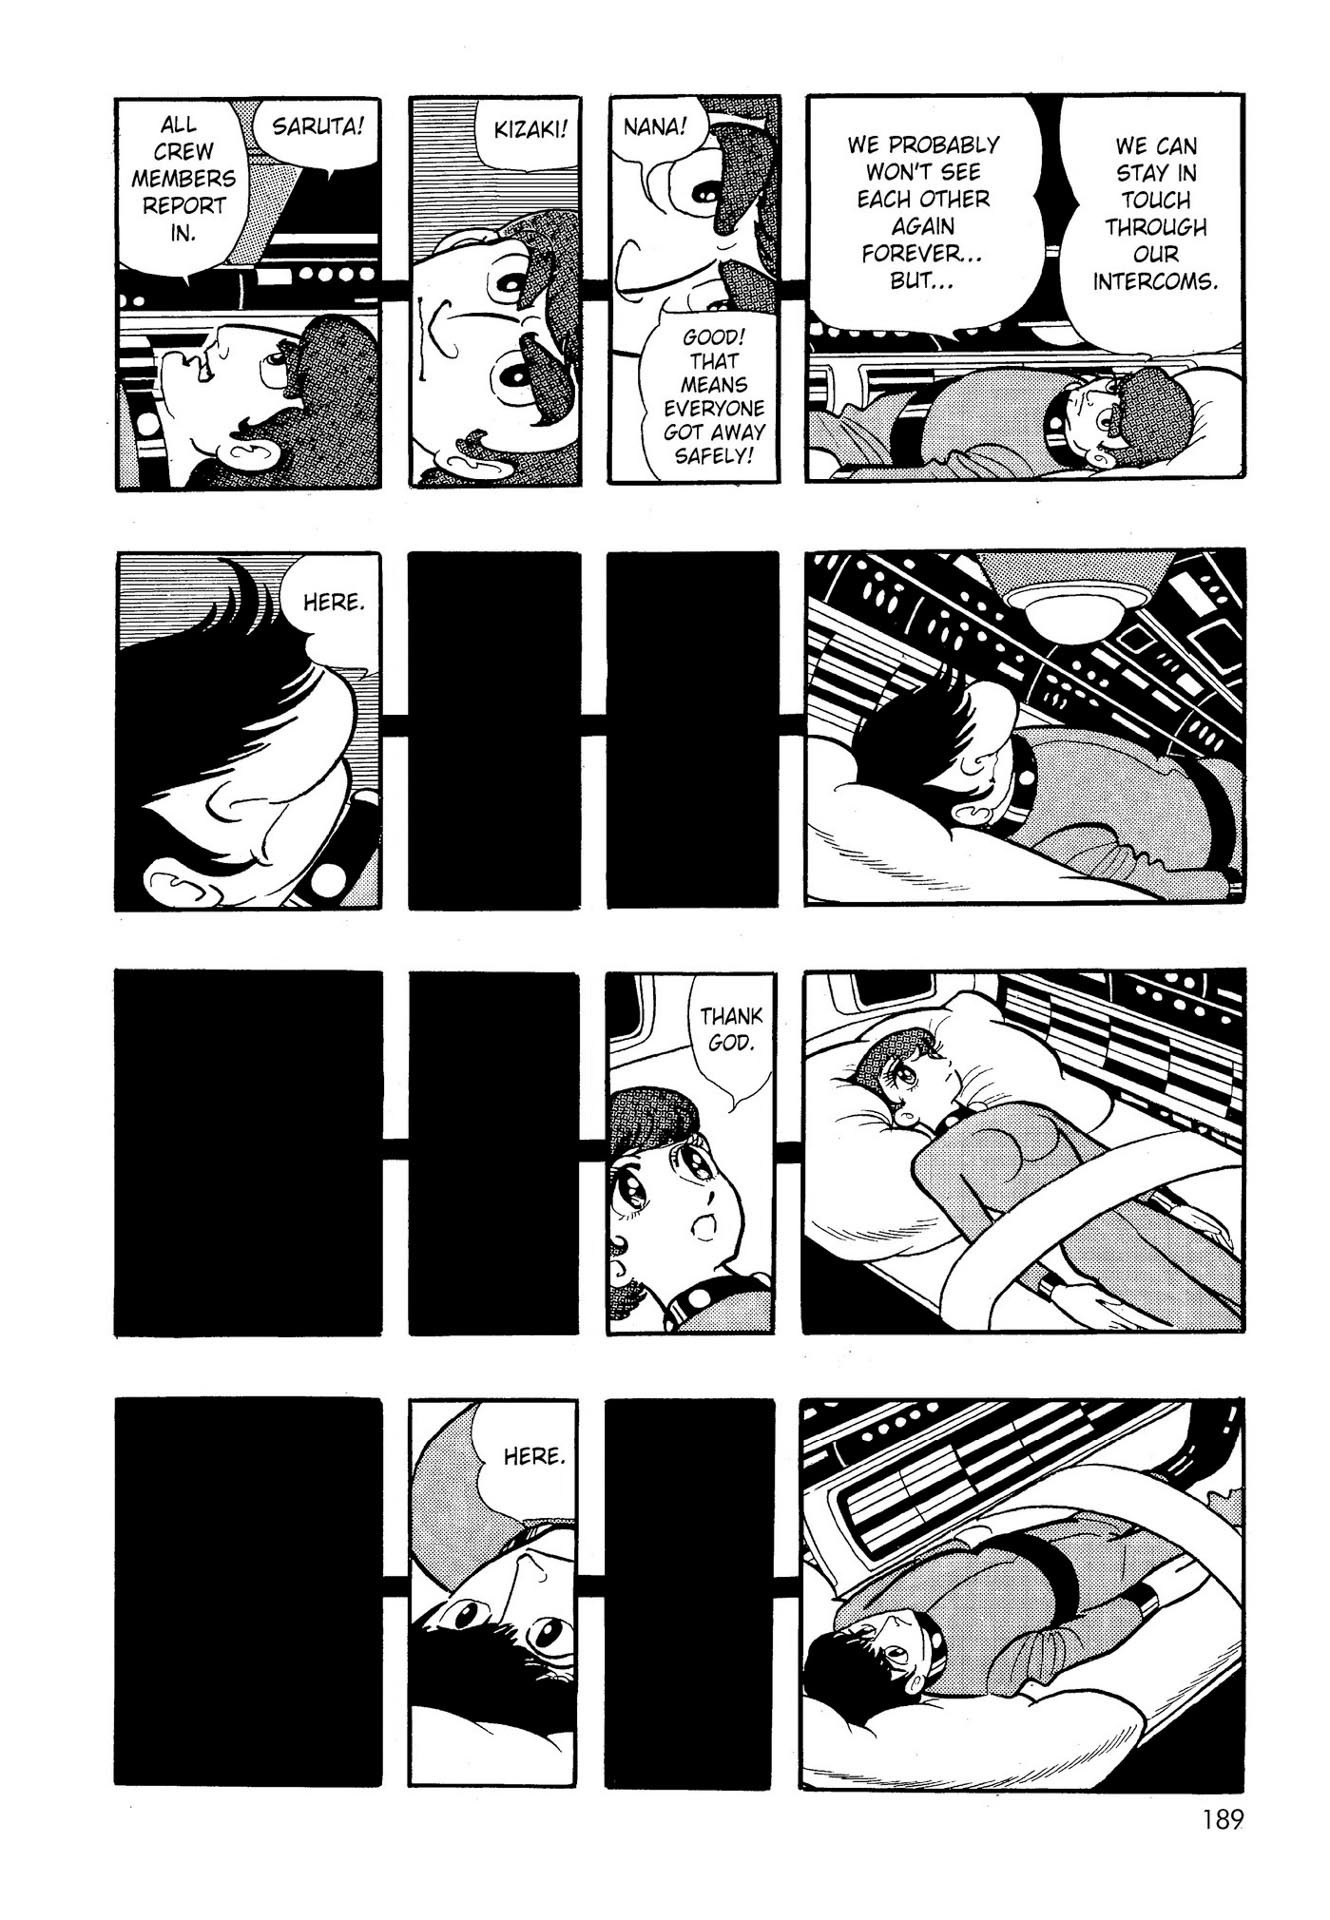 ALL
CREW
MEMBERS
REPORT
IN.
SARUTA!
HERE.
KIZAKI!
HERE.
NANA!
GOOD!
THAT
MEANS
EVERYONE
GOT AWAY
SAFELY!
THANK
GOD.
WE PROBABLY
WON'T SEE
EACH OTHER
AGAIN
FOREVER...
BUT...
WE CAN
STAY IN
TOUCH
THROUGH
OUR
INTERCOMS.
189